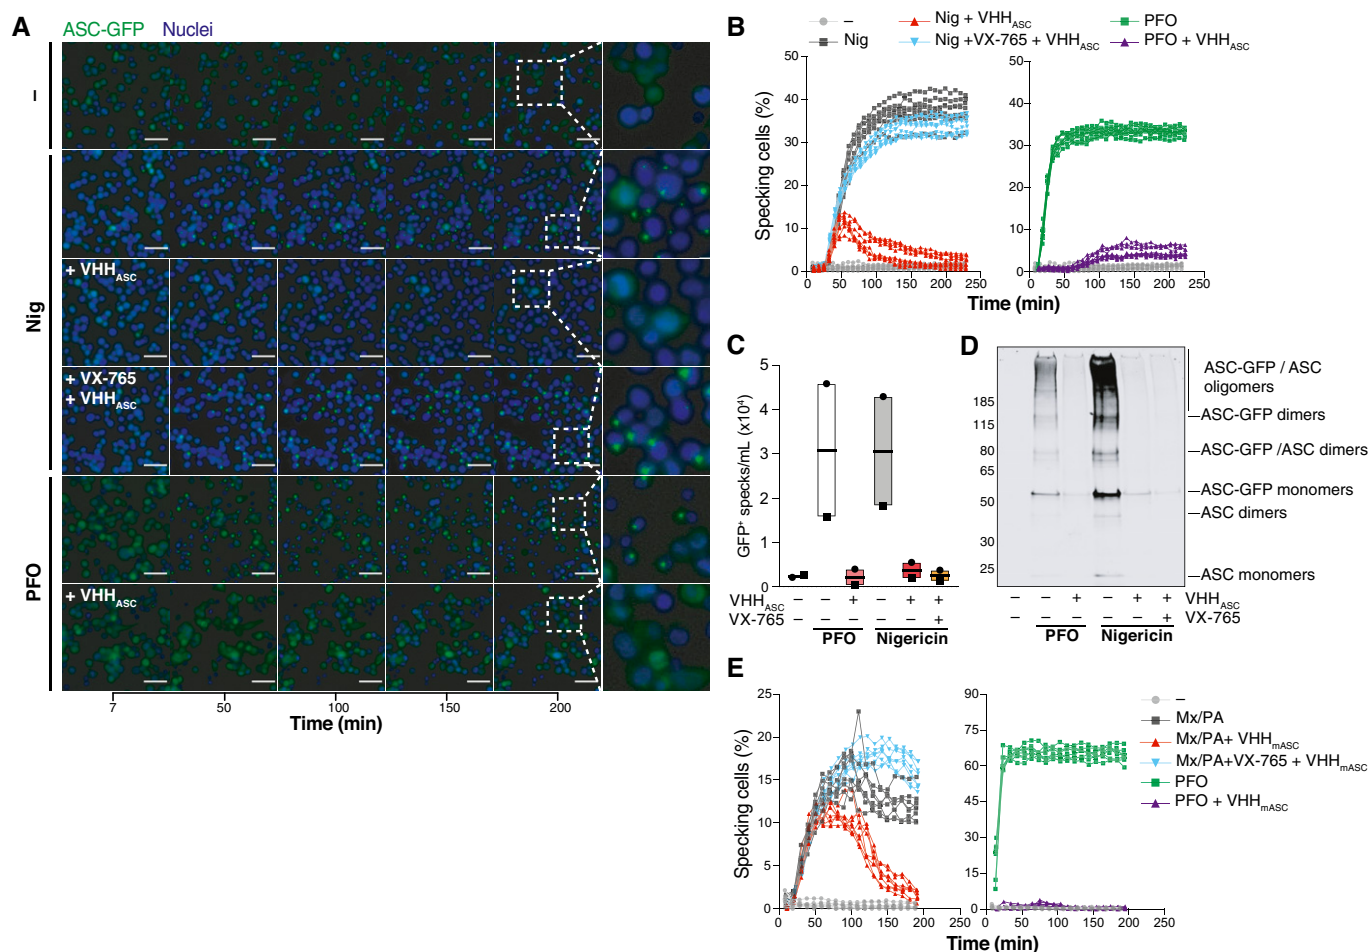 A
ASC-GFP Nuclei
–
Nig
+ VHHASC
+ VX-765
+ VHHASC
PFO
+ VHHASC
7 50 100 150 200
Time (min)
B
–
Nig
Nig + VHHASC
Nig +VX-765 + VHHASC
PFO
PFO + VHHASC
Specking cells (%)
50
40
30
20
10
0
0 50 100 150 200 250
50
40
30
20
10
0
0 50 100 150 200 250
Time (min)
C
GFP+ specks/mL (x10⁴)
5
4
3
2
1
0
VHHASC – – + – + +
VX-765 – – – – – +
PFO Nigericin
D
185
115
80
65
50
30
25
ASC-GFP / ASC
oligomers
ASC-GFP dimers
ASC-GFP /ASC dimers
ASC-GFP monomers
ASC dimers
ASC monomers
– – + – + + VHHASC
– – – – – + VX-765
PFO Nigericin
E
Specking cells (%)
25
20
15
10
5
0
0 50 100 150 200 250
90
75
60
45
30
15
0
0 50 100 150 200 250
Time (min)
–
Mx/PA
Mx/PA+ VHHmASC
Mx/PA+VX-765 + VHHmASC
PFO
PFO + VHHmASC